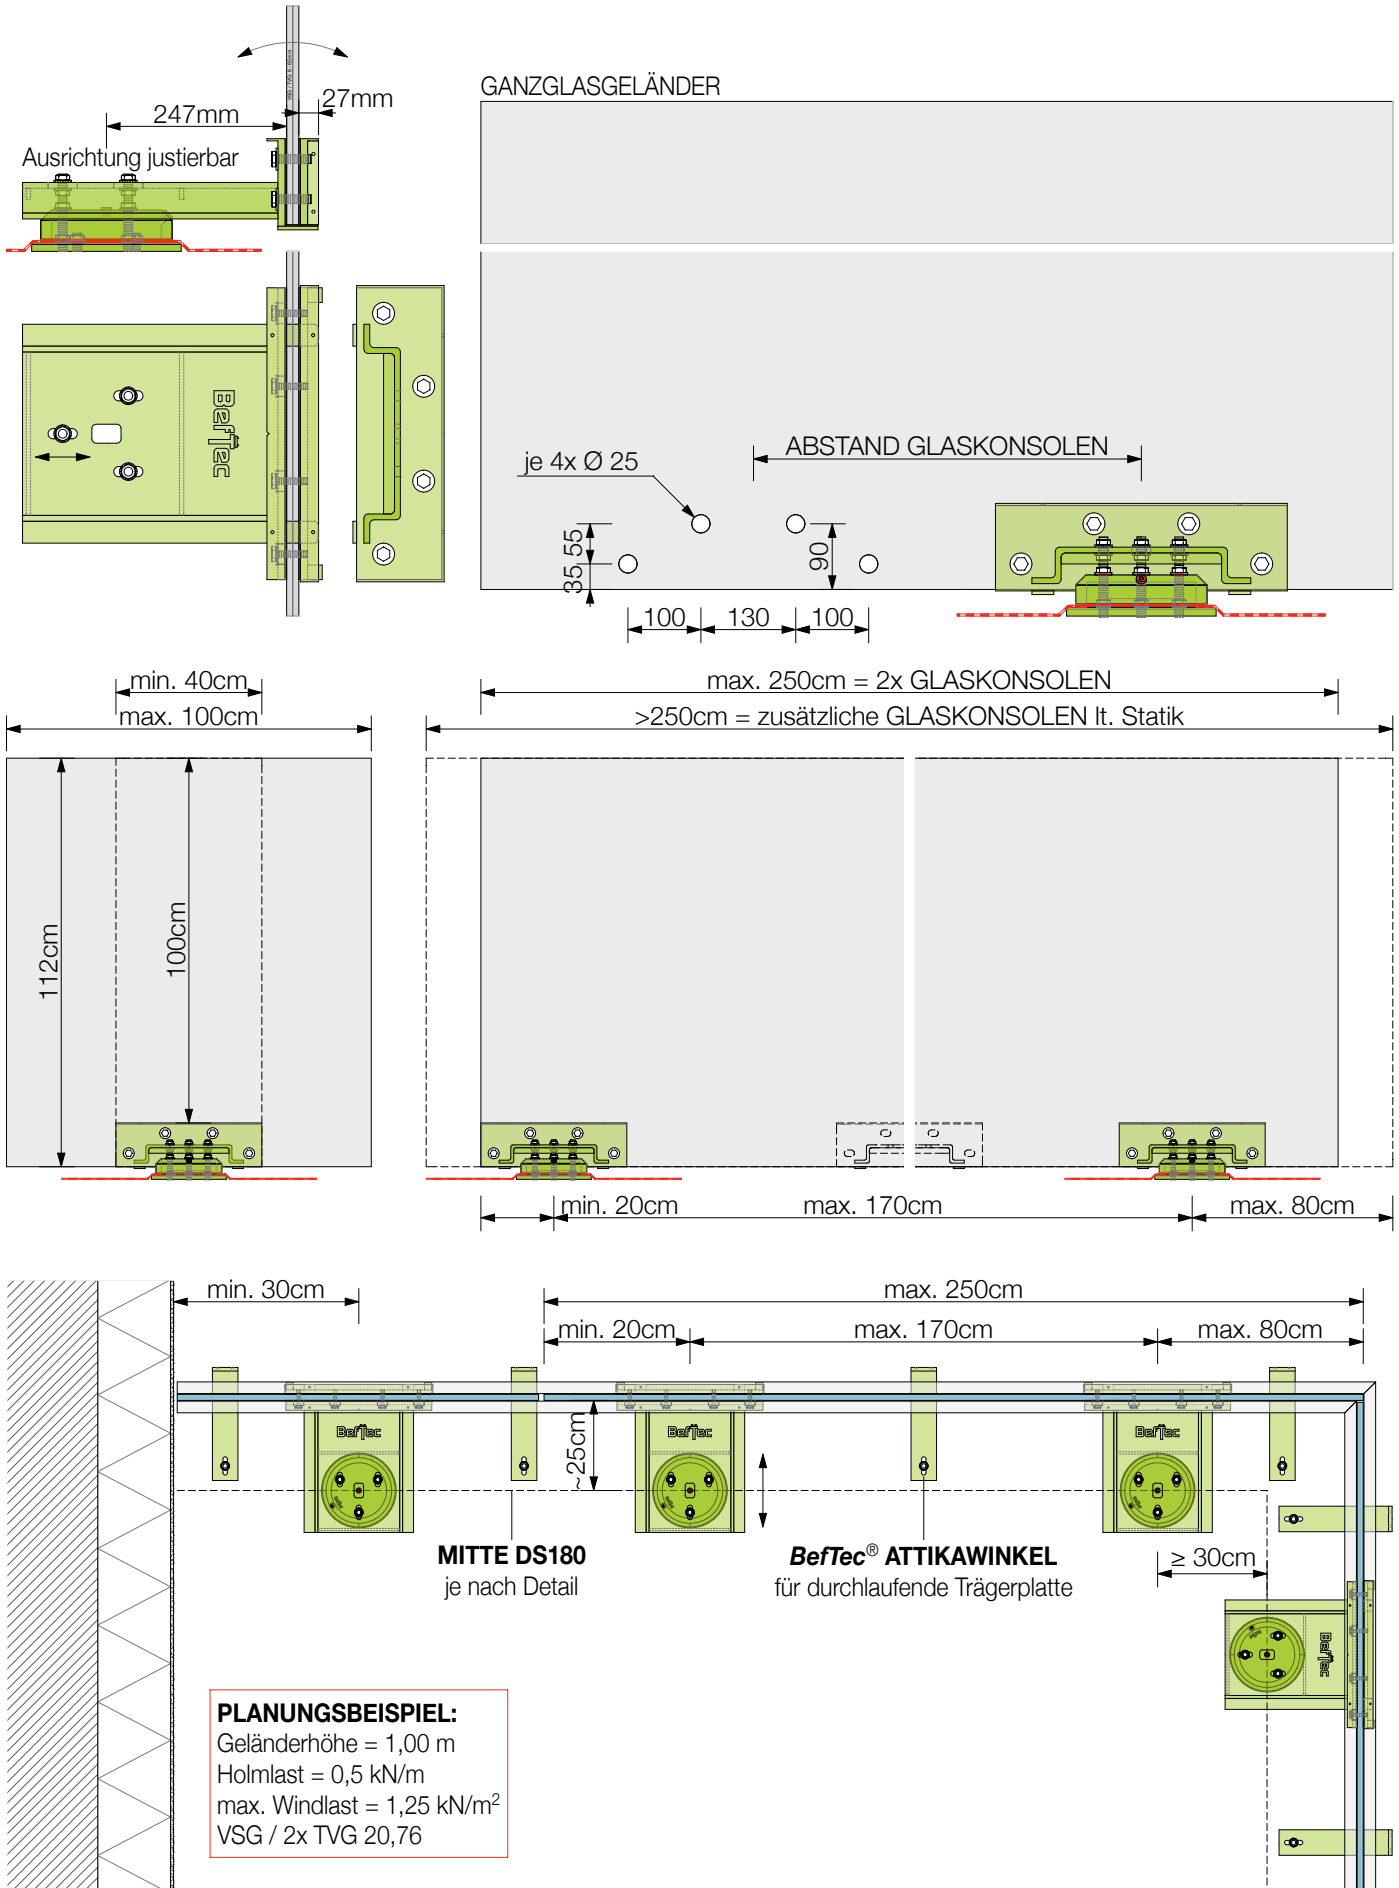 27mm
247mm
Ausrichtung justierbar
GANZGLASGELÄNDER
BefTec
je 4x Ø 25
ABSTAND GLASKONSOLEN
55
35
90
100
130
100
min. 40cm
max. 100cm
max. 250cm = 2x GLASKONSOLEN
>250cm = zusätzliche GLASKONSOLEN lt. Statik
112cm
100cm
min. 20cm
max. 170cm
max. 80cm
min. 30cm
max. 250cm
min. 20cm
max. 170cm
max. 80cm
BefTec
BefTec
BefTec
~25cm
MITTE DS180
je nach Detail
BefTec® ATTIKAWINKEL
für durchlaufende Trägerplatte
≥ 30cm
BefTec
PLANUNGSBEISPIEL:
Geländerhöhe = 1,00 m
Holmlast = 0,5 kN/m
max. Windlast = 1,25 kN/m²
VSG / 2x TVG 20,76